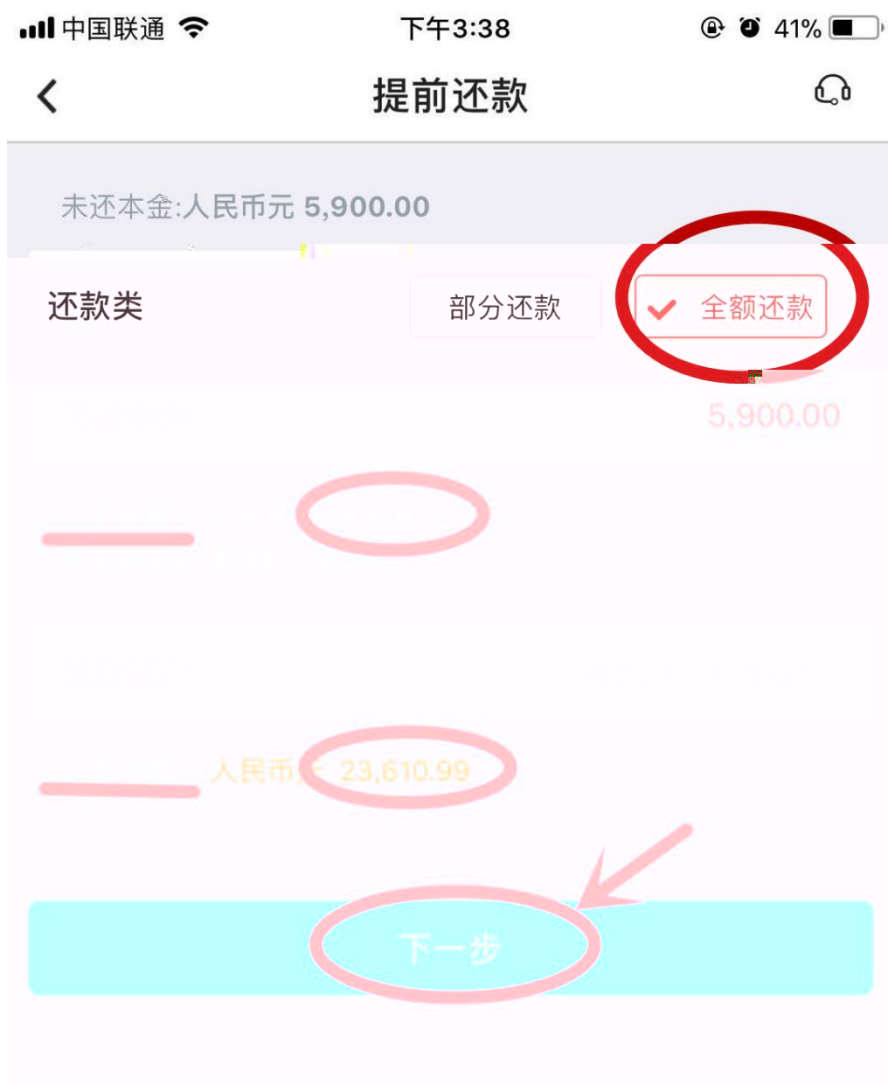 中国联通 下午3:38 41%
提前还款
未还本金:人民币元 5,900.00
还款类 部分还款 全额还款
5,900.00
人民币 23,610.99
下一步